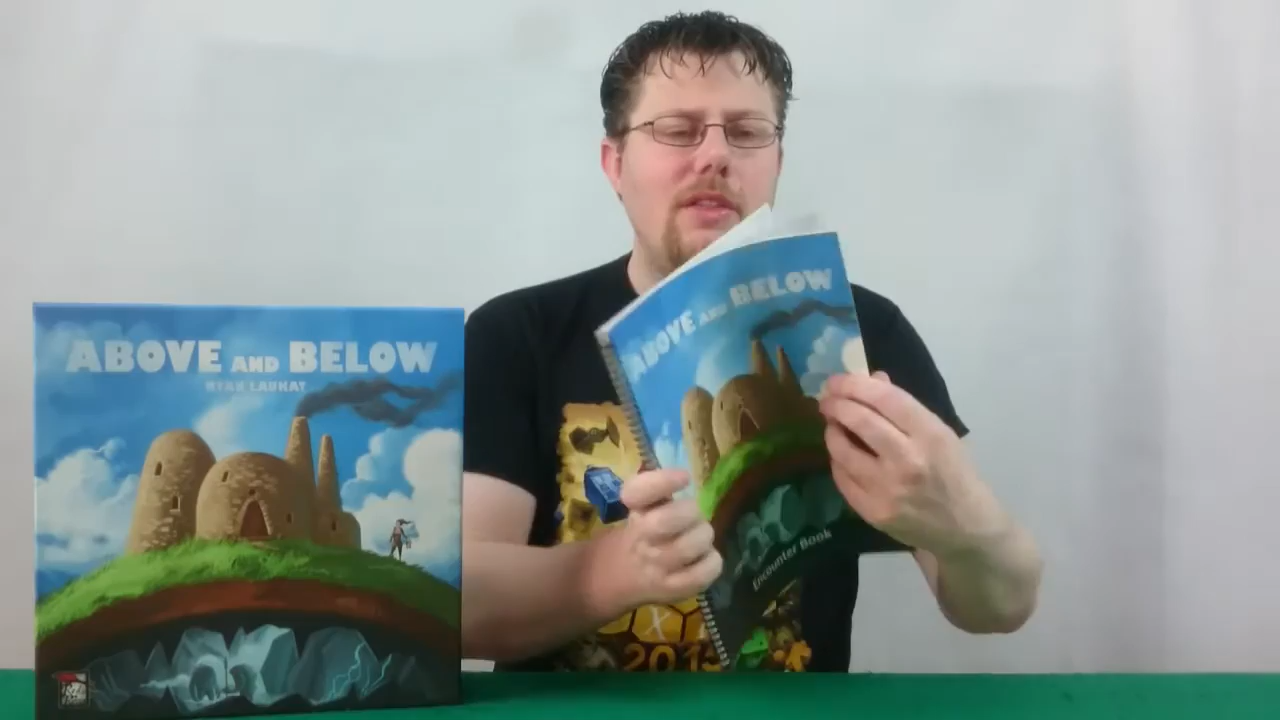 ABOVE AND BELOW
RYAN LAUKAT
ABOVE AND BELOW
Encounter Book
2015